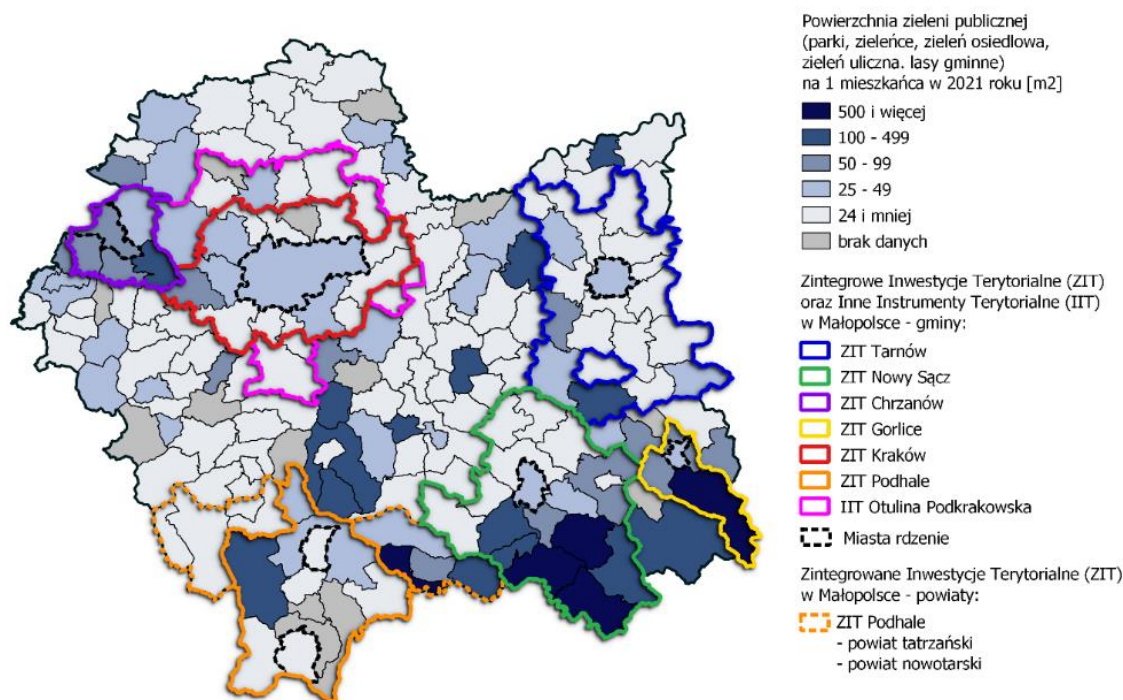 Powierzchnia zieleni publicznej
(parki, zieleńce, zieleń osiedlowa,
zieleń uliczna. lasy gminne)
na 1 mieszkańca w 2021 roku [m2]
500 i więcej
100 - 499
50 - 99
25 - 49
24 i mniej
brak danych
Zintegrowe Inwestycje Terytorialne (ZIT)
oraz Inne Instrumenty Terytorialne (IIT)
w Małopolsce - gminy:
ZIT Tarnów
ZIT Nowy Sącz
ZIT Chrzanów
ZIT Gorlice
ZIT Kraków
ZIT Podhale
IIT Otulina Podkrakowska
Miasta rdzenie
Zintegrowane Inwestycje Terytorialne (ZIT)
w Małopolsce - powiaty:
ZIT Podhale
- powiat tatrzański
- powiat nowotarski